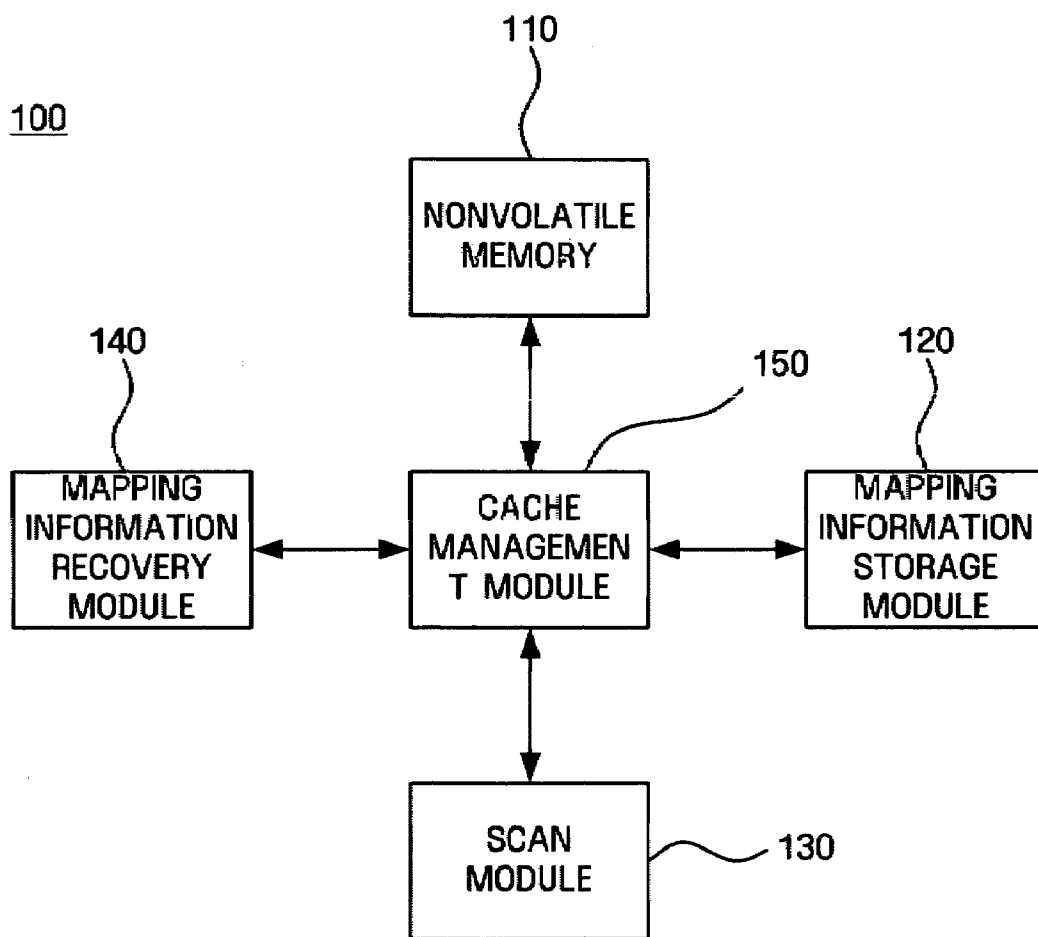 110
100
NONVOLATILE
MEMORY
140
150
120
MAPPING
INFORMATION
RECOVERY
MODULE
CACHE
MANAGEMEN
T MODULE
MAPPING
INFORMATION
STORAGE
MODULE
SCAN
MODULE
130